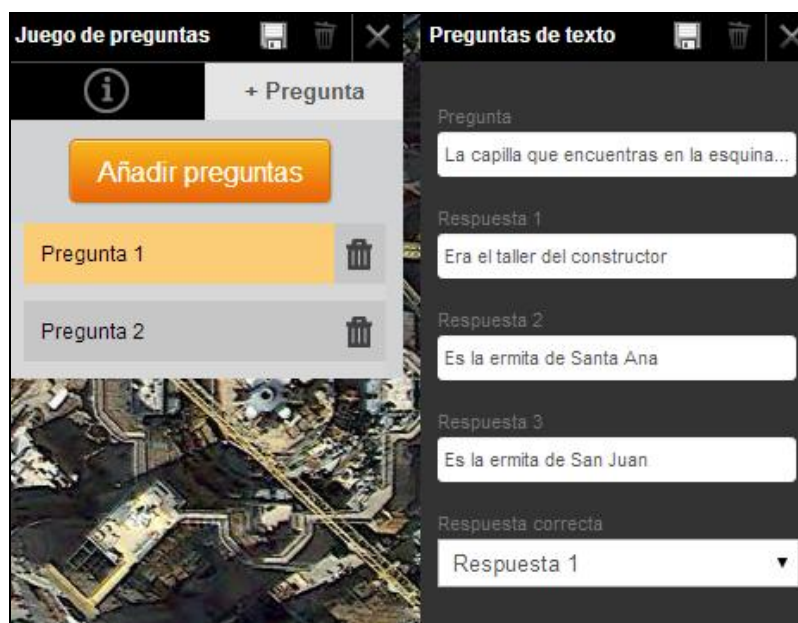 Juego de preguntas
+ Pregunta
Añadir preguntas
Pregunta 1
Pregunta 2
Preguntas de texto
Pregunta
La capilla que encuentras en la esquina...
Respuesta 1
Era el taller del constructor
Respuesta 2
Es la ermita de Santa Ana
Respuesta 3
Es la ermita de San Juan
Respuesta correcta
Respuesta 1